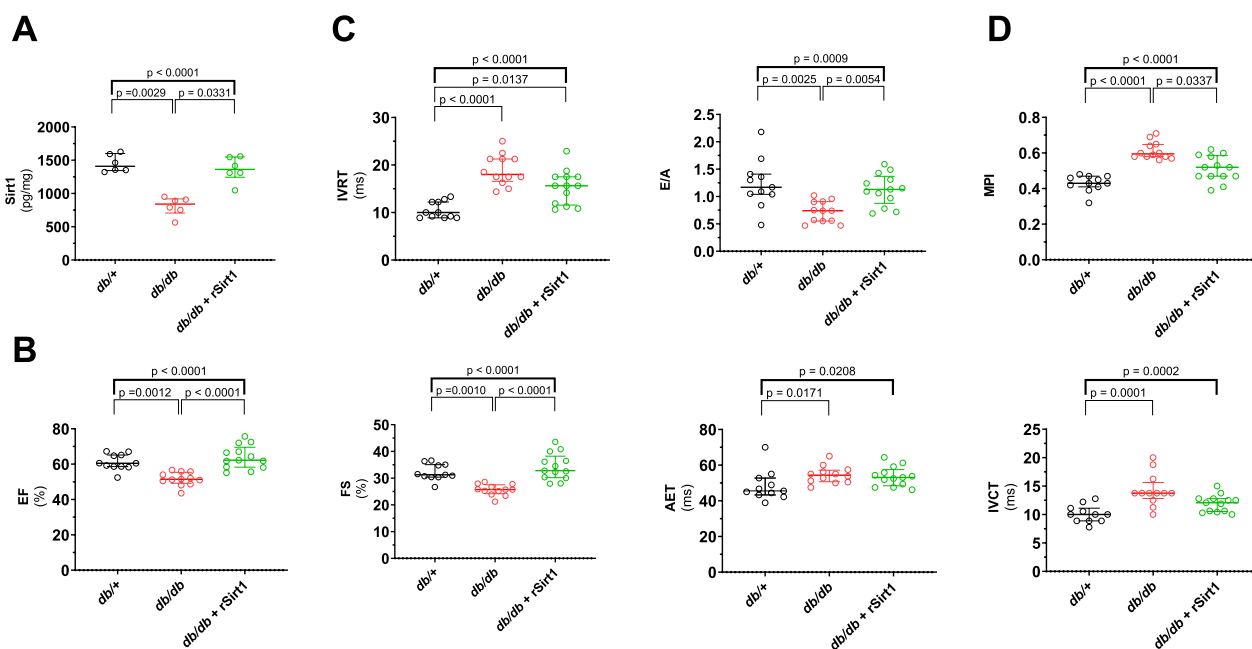 A
p < 0.0001
p =0.0029
p = 0.0331
Sirt1
(pg/mg)
2000
1500
1000
500
0
db/+
db/db
db/db + rSirt1
C
p < 0.0001
p = 0.0137
p < 0.0001
IVRT
(ms)
30
20
10
0
db/+
db/db
db/db + rSirt1
p = 0.0009
p = 0.0025
p = 0.0054
E/A
2.5
2.0
1.5
1.0
0.5
0.0
db/+
db/db
db/db + rSirt1
D
p < 0.0001
p <0.0001
p = 0.0337
MPI
0.8
0.6
0.4
0.2
0.0
db/+
db/db
db/db + rSirt1
B
p < 0.0001
p =0.0012
p < 0.0001
EF
(%)
80
60
40
20
0
db/+
db/db
db/db + rSirt1
p < 0.0001
p =0.0010
p < 0.0001
FS
(%)
50
40
30
20
10
0
db/+
db/db
db/db + rSirt1
p = 0.0208
p = 0.0171
AET
(ms)
80
60
40
20
0
db/+
db/db
db/db + rSirt1
p = 0.0002
p = 0.0001
IVCT
(ms)
25
20
15
10
5
0
db/+
db/db
db/db + rSirt1